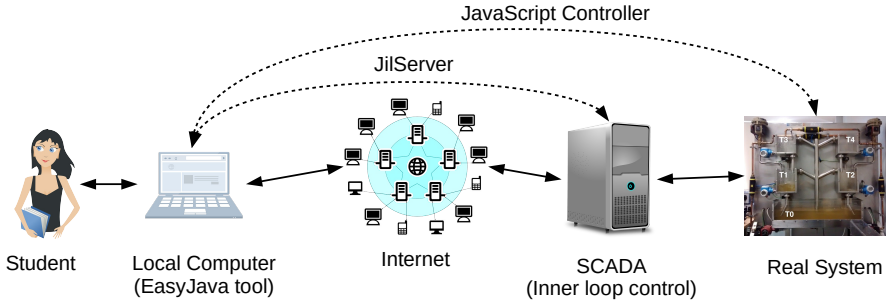 JavaScript Controller
JilServer
T3
T4
T1
T2
T0
Student
Local Computer
(EasyJava tool)
Internet
SCADA
(Inner loop control)
Real System